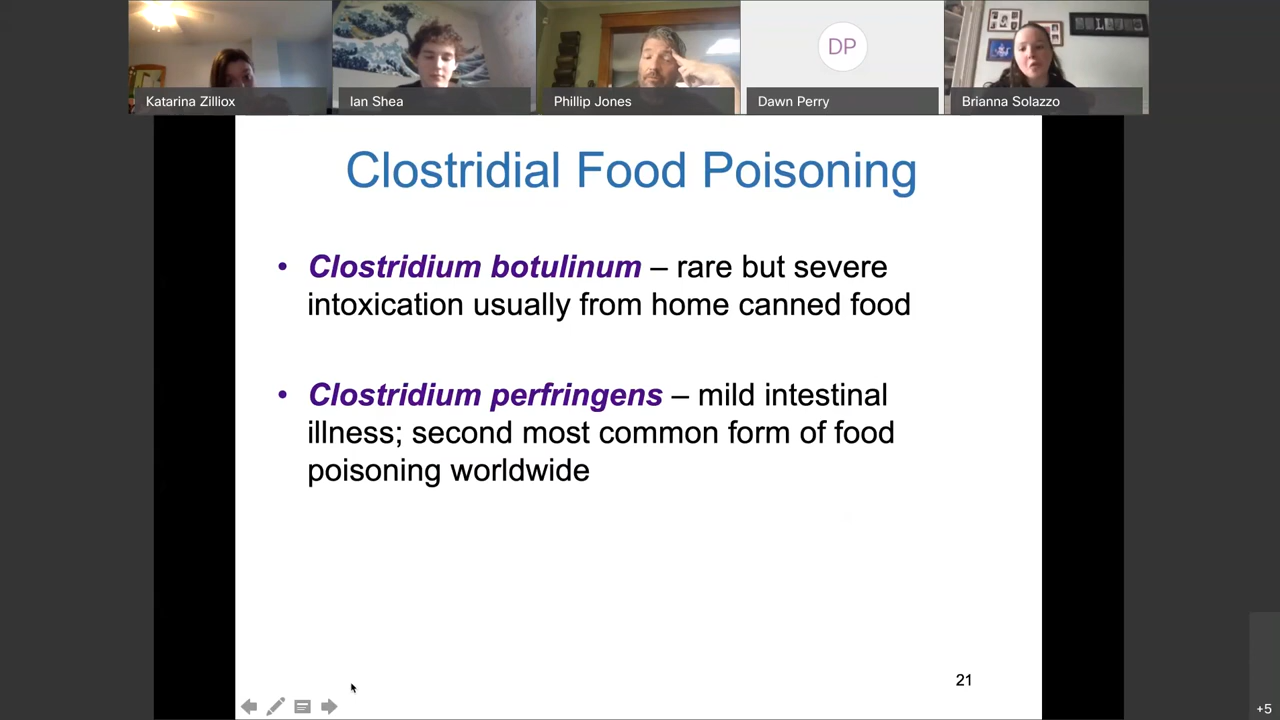 Katarina Zilliox
Ian Shea
Phillip Jones
DP
Dawn Perry
Brianna Solazzo
Clostridial Food Poisoning
• Clostridium botulinum – rare but severe
intoxication usually from home canned food
• Clostridium perfringens – mild intestinal
illness; second most common form of food
poisoning worldwide
21
+5